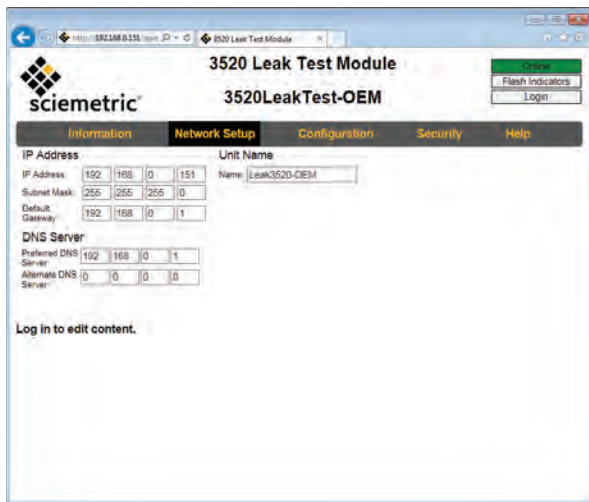 http://192.168.0.151/
3520 Leak Test Module
3520 Leak Test Module
3520LeakTest-OEM
sciemetric
Online
Flash Indicators
Login
Information Network Setup Configuration Security Help
IP Address
IP Address: 192 168 0 151
Subnet Mask: 255 255 255 0
Default Gateway: 192 168 0 1
DNS Server
Preferred DNS Server: 192 168 0 1
Alternate DNS Server: 0 0 0 0
Unit Name
Name: Leak3520-OEM
Log in to edit content.